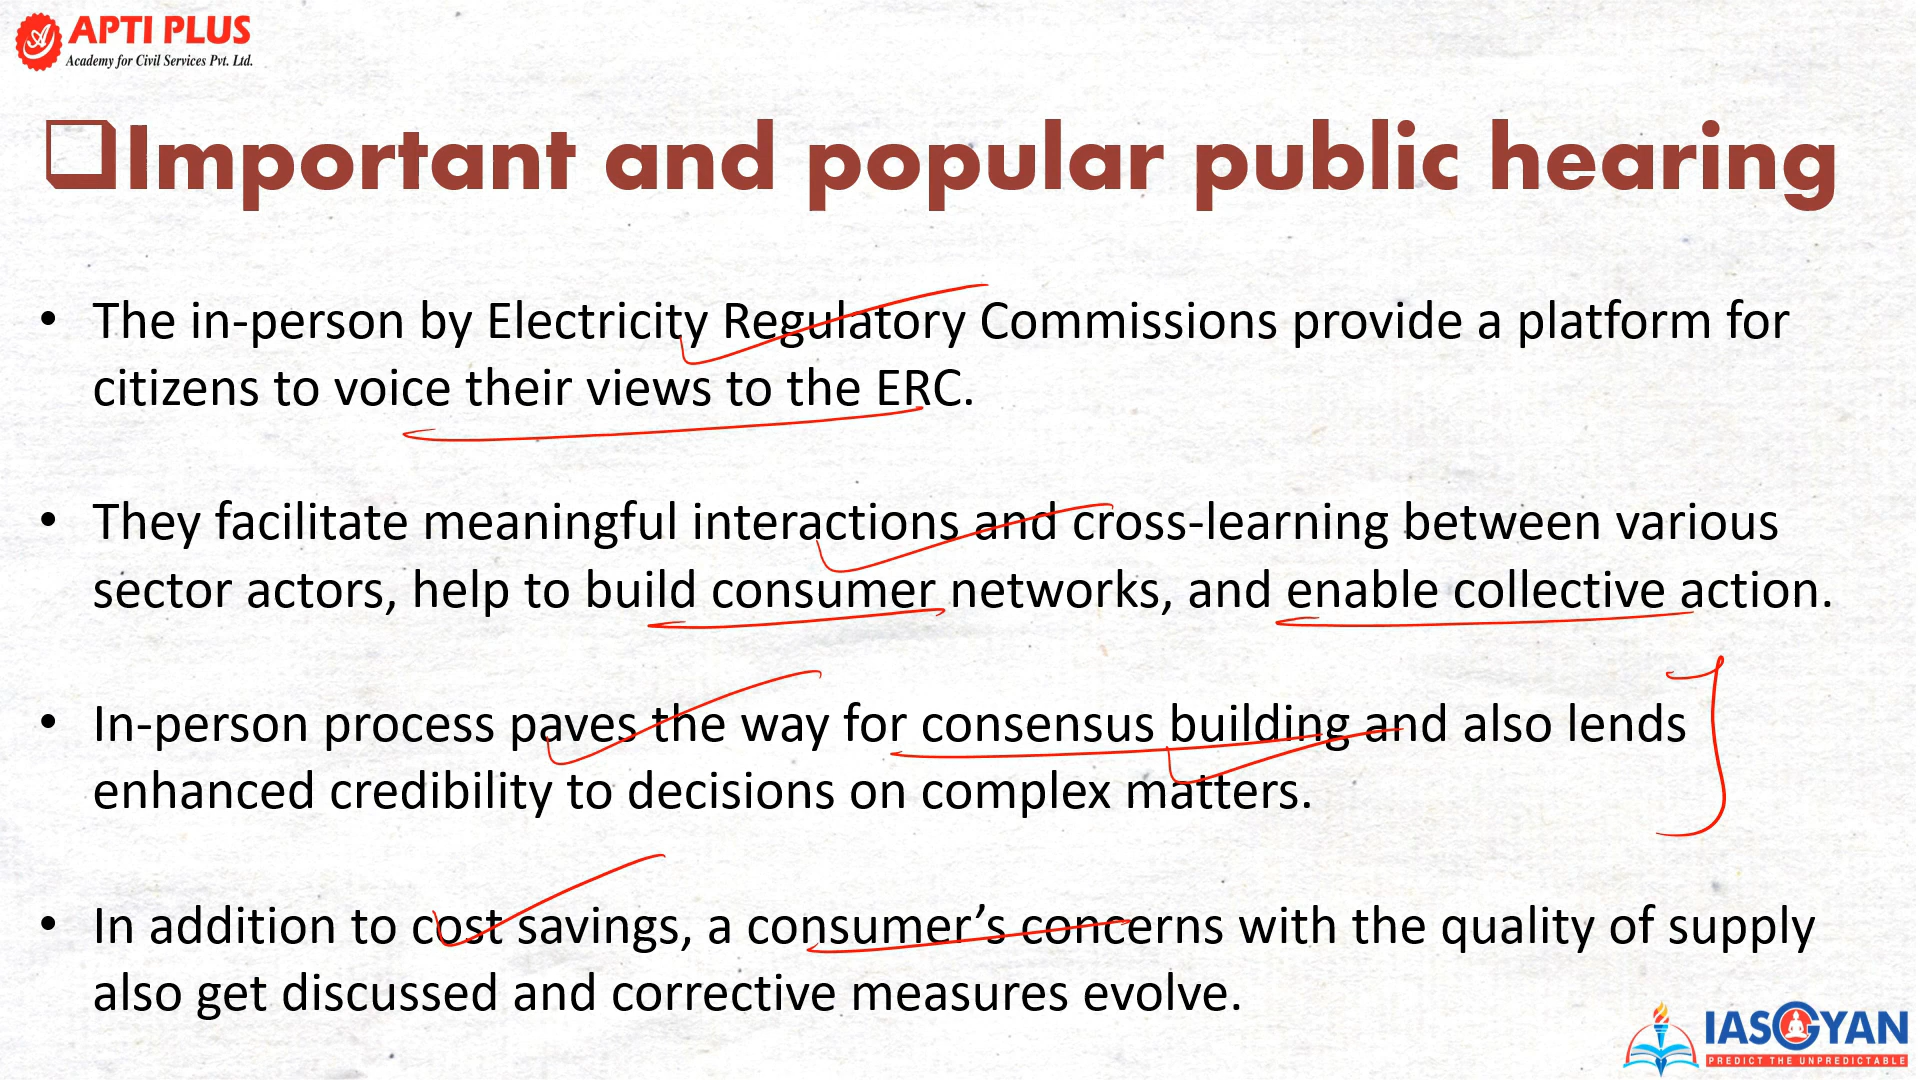 APTI PLUS
Academy for Civil Services Pvt. Ltd.
Important and popular public hearing
• The in-person by Electricity Regulatory Commissions provide a platform for
citizens to voice their views to the ERC.
• They facilitate meaningful interactions and cross-learning between various
sector actors, help to build consumer networks, and enable collective action.
• In-person process paves the way for consensus building and also lends
enhanced credibility to decisions on complex matters.
• In addition to cost savings, a consumer’s concerns with the quality of supply
also get discussed and corrective measures evolve.
IASGYAN
PREDICT THE UNPREDICTABLE